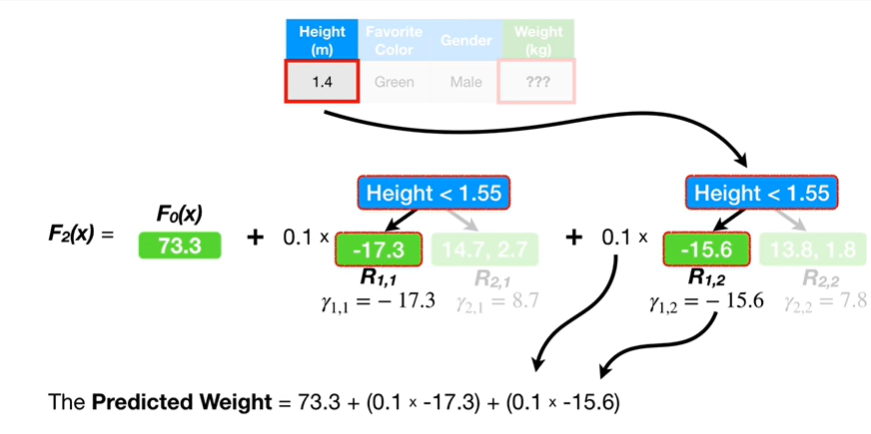 Height (m) Favorite Color Gender Weight (kg)
1.4 Green Male ???
Height < 1.55 Height < 1.55
F₂(x) = F₀(x) 73.3 + 0.1 × -17.3 14.7, 2.7 + 0.1 × -15.6 13.8, 1.8
R₁,₁ R₂,₁ R₁,₂ R₂,₂
γ₁,₁ = − 17.3 γ₂,₁ = 8.7 γ₁,₂ = − 15.6 γ₂,₂ = 7.8
The Predicted Weight = 73.3 + (0.1 × -17.3) + (0.1 × -15.6)